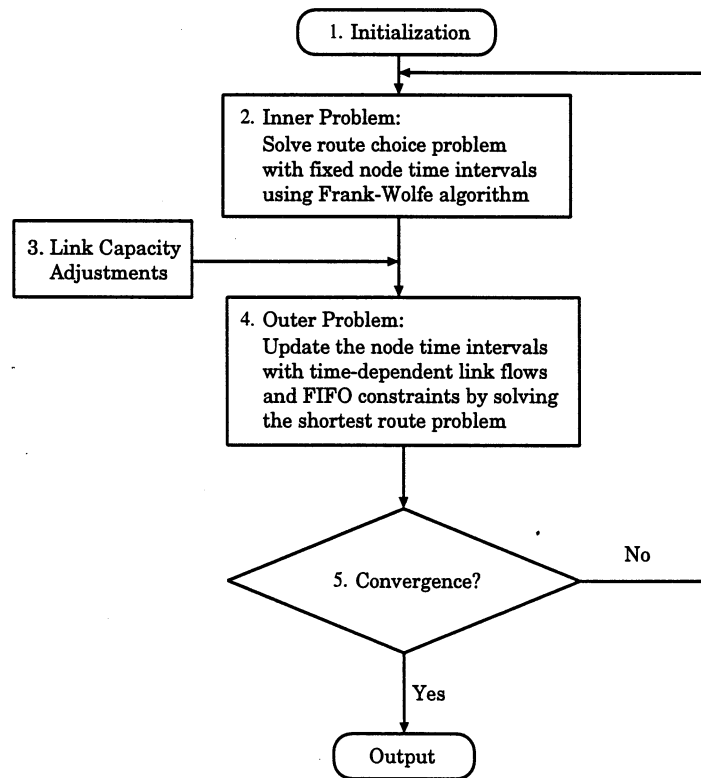 1. Initialization
2. Inner Problem:
Solve route choice problem
with fixed node time intervals
using Frank-Wolfe algorithm
3. Link Capacity
Adjustments
4. Outer Problem:
Update the node time intervals
with time-dependent link flows
and FIFO constraints by solving
the shortest route problem
5. Convergence?
No
Yes
Output